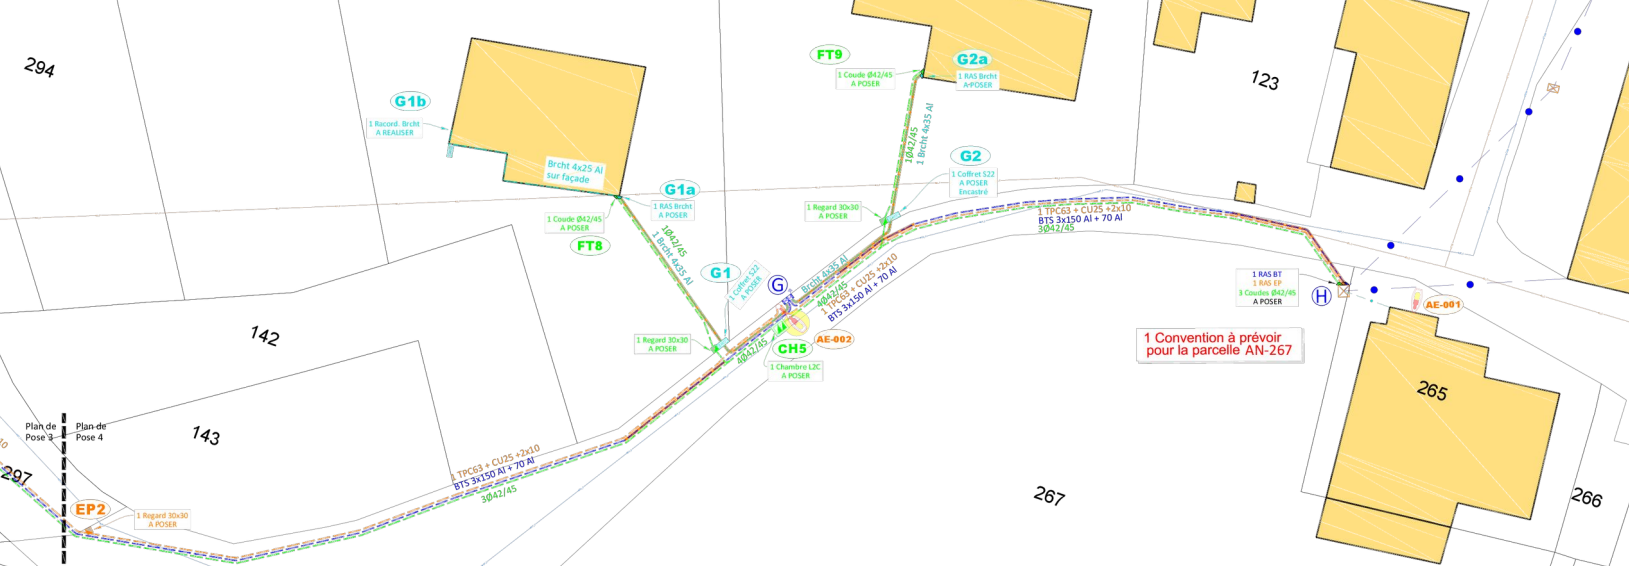 294
G1b
1 Racord. Brcht
A REALISER
Brcht 4x25 Al
sur façade
G1a
1 RAS Brcht
A POSER
1 Coude Ø42/45
A POSER
FT8
1Ø42/45
1 Brcht 4x35 Al
FT9
1 Coude Ø42/45
A POSER
G2a
1 RAS Brcht
A POSER
1Ø42/45
1 Brcht 4x35 Al
G2
1 Coffret S22
A POSER
Encastré
1 Regard 30x30
A POSER
123
1 TPC63 + CU25 +2x10
BTS 3x150 Al + 70 Al
3Ø42/45
G1
1 Coffret S22
A POSER
G
Brcht 4x35 Al
4Ø42/45
1 TPC63 + CU25 +2x10
BTS 3x150 Al + 70 Al
1 Regard 30x30
A POSER
4Ø42/45
CH5
1 Chambre L2C
A POSER
AE-002
1 RAS BT
1 RAS EP
3 Coudes Ø42/45
A POSER
H
AE-001
1 Convention à prévoir
pour la parcelle AN-267
142
143
265
267
266
Plan de
Pose 3
Plan de
Pose 4
10
297
EP2
1 Regard 30x30
A POSER
1 TPC63 + CU25 +2x10
BTS 3x150 Al + 70 Al
3Ø42/45